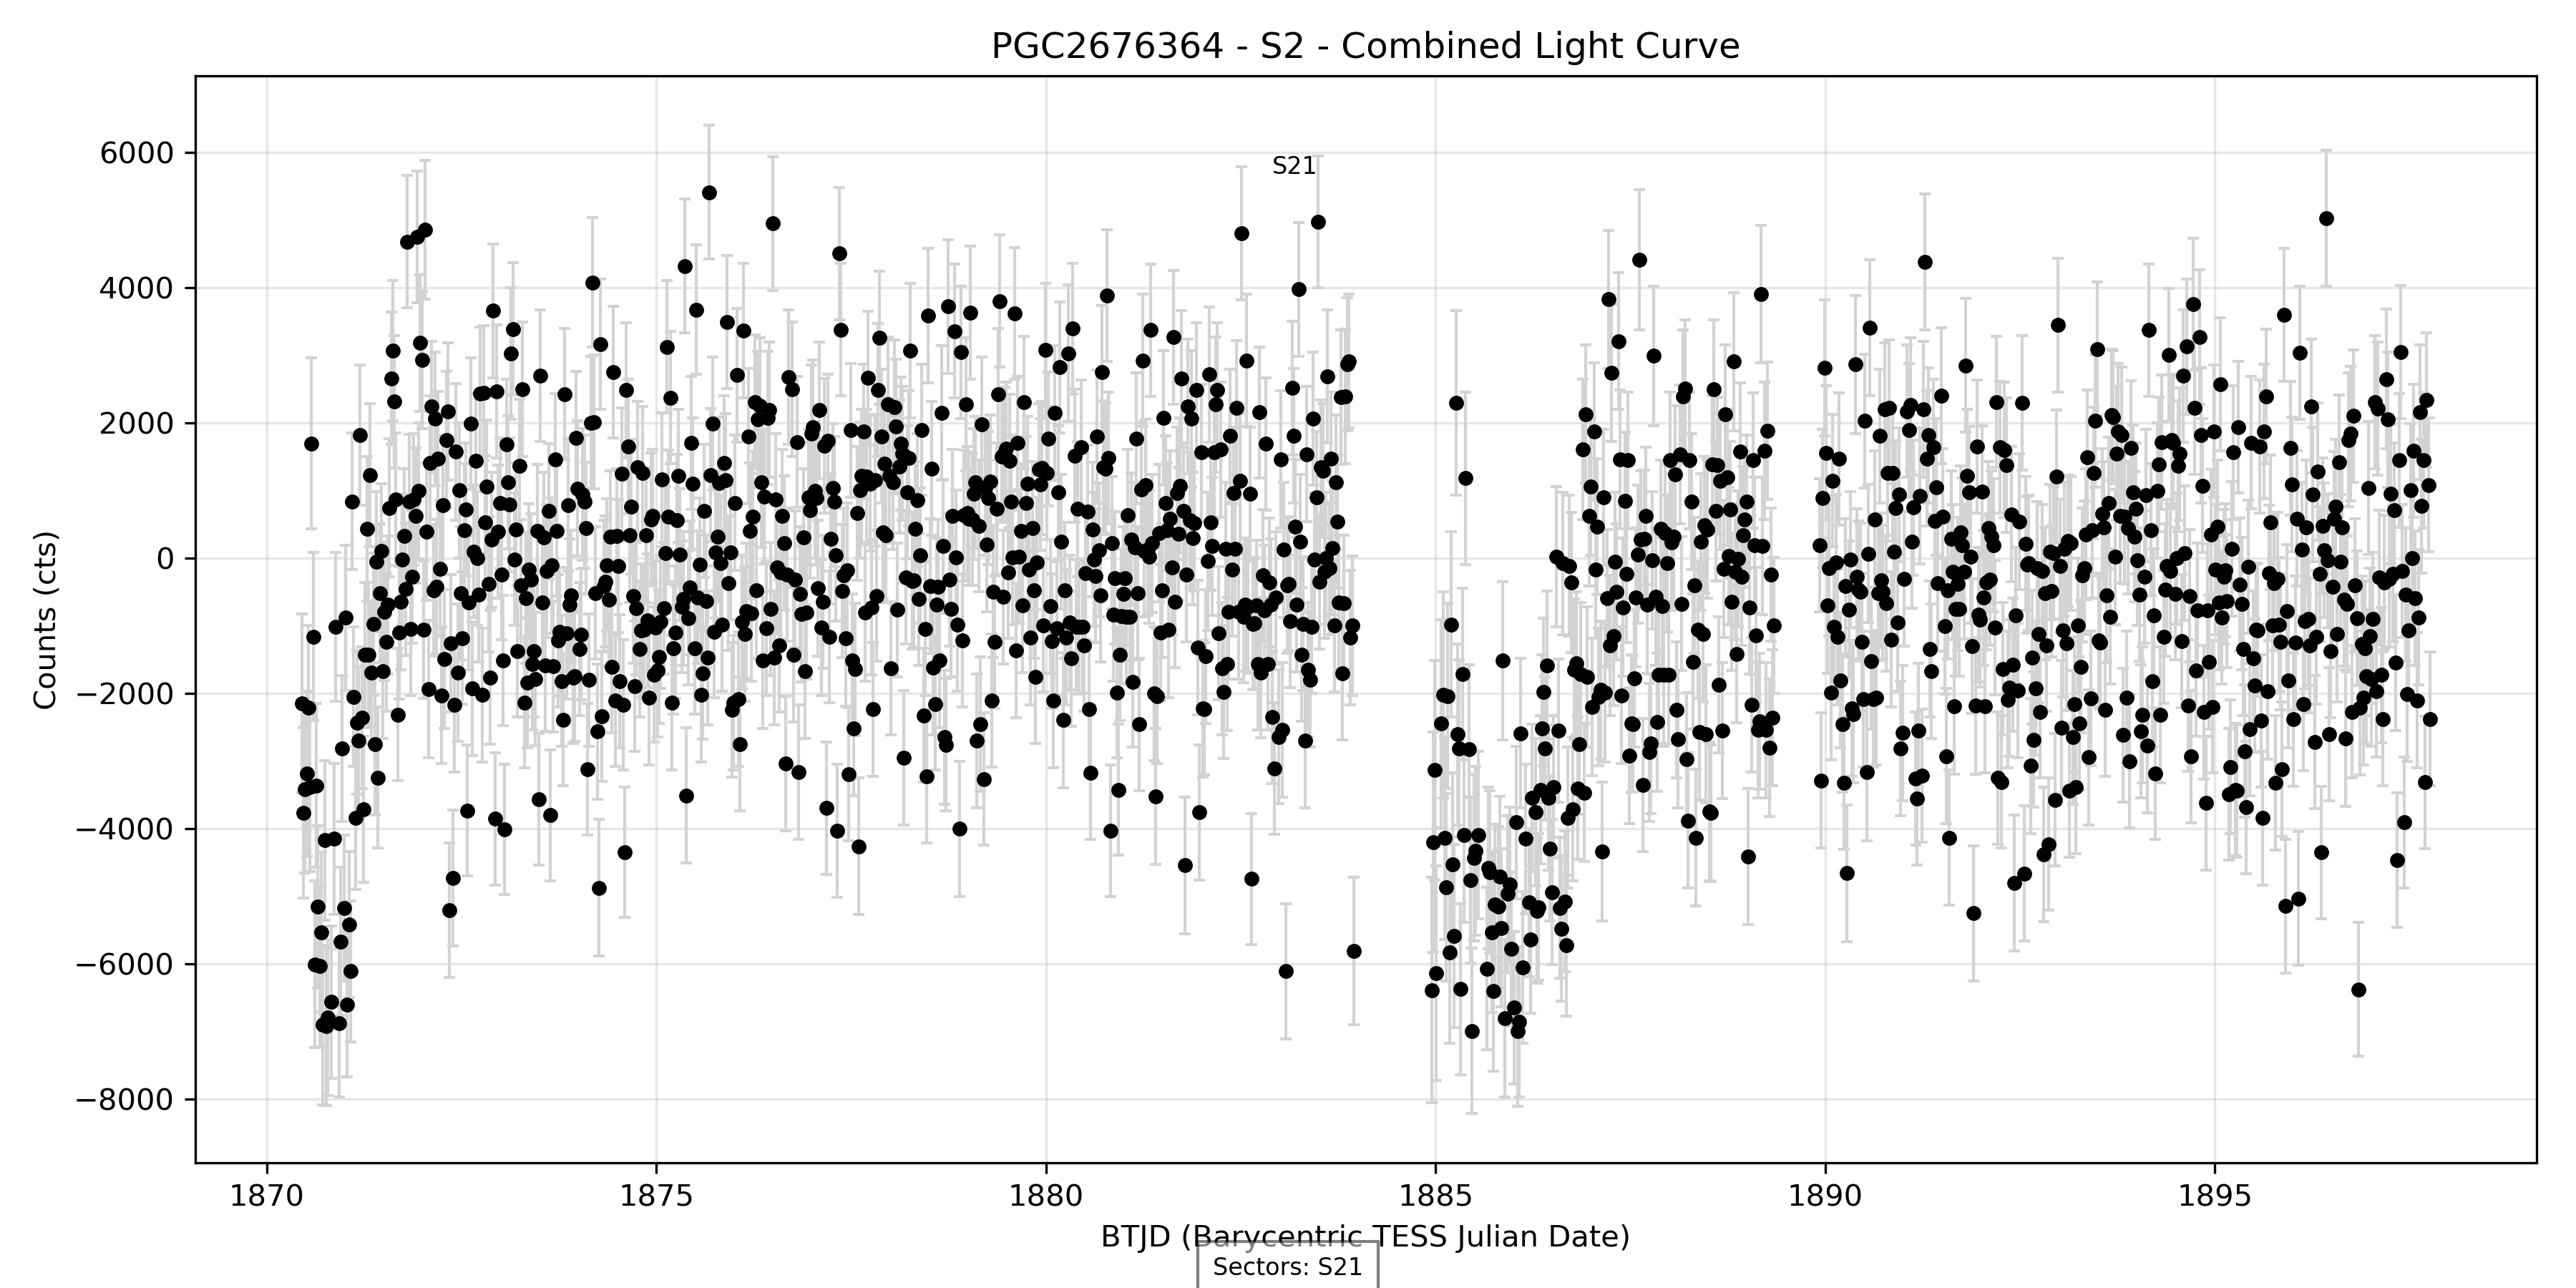 PGC2676364 - S2 - Combined Light Curve
S21
6000
4000
2000
0
−2000
−4000
−6000
−8000
Counts (cts)
1870
1875
1880
1885
1890
1895
BTJD (Barycentric TESS Julian Date)
Sectors: S21